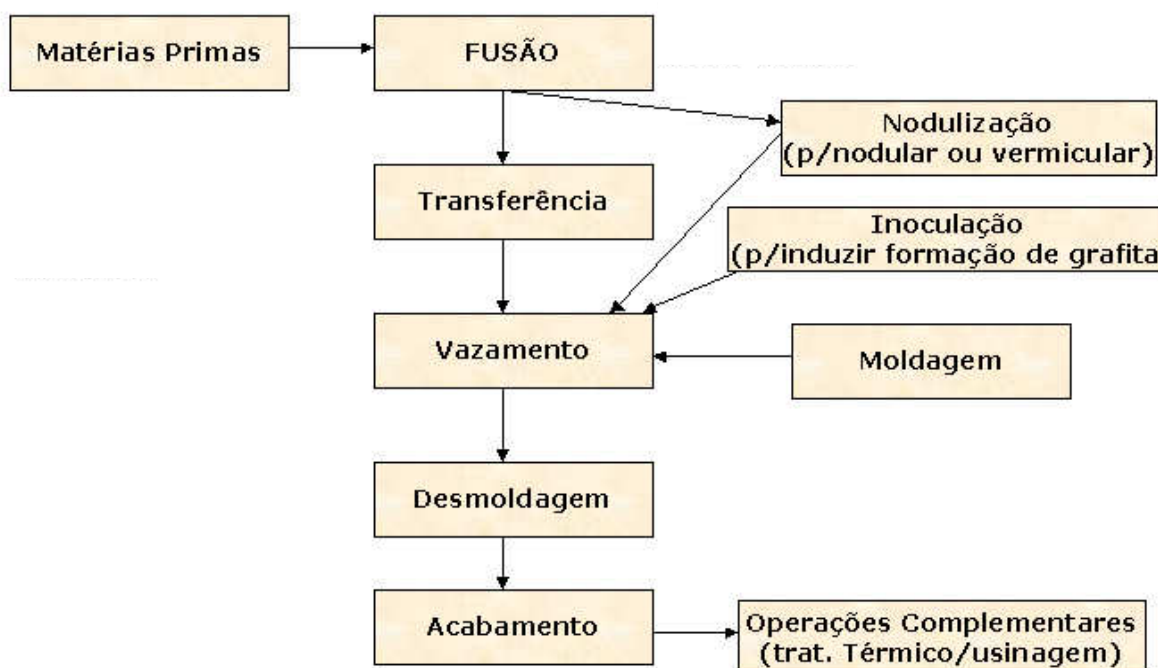 Matérias Primas
FUSÃO
Nodulização
(p/nodular ou vermicular)
Transferência
Inoculação
(p/induzir formação de grafita
Vazamento
Moldagem
Desmoldagem
Acabamento
Operações Complementares
(trat. Térmico/usinagem)